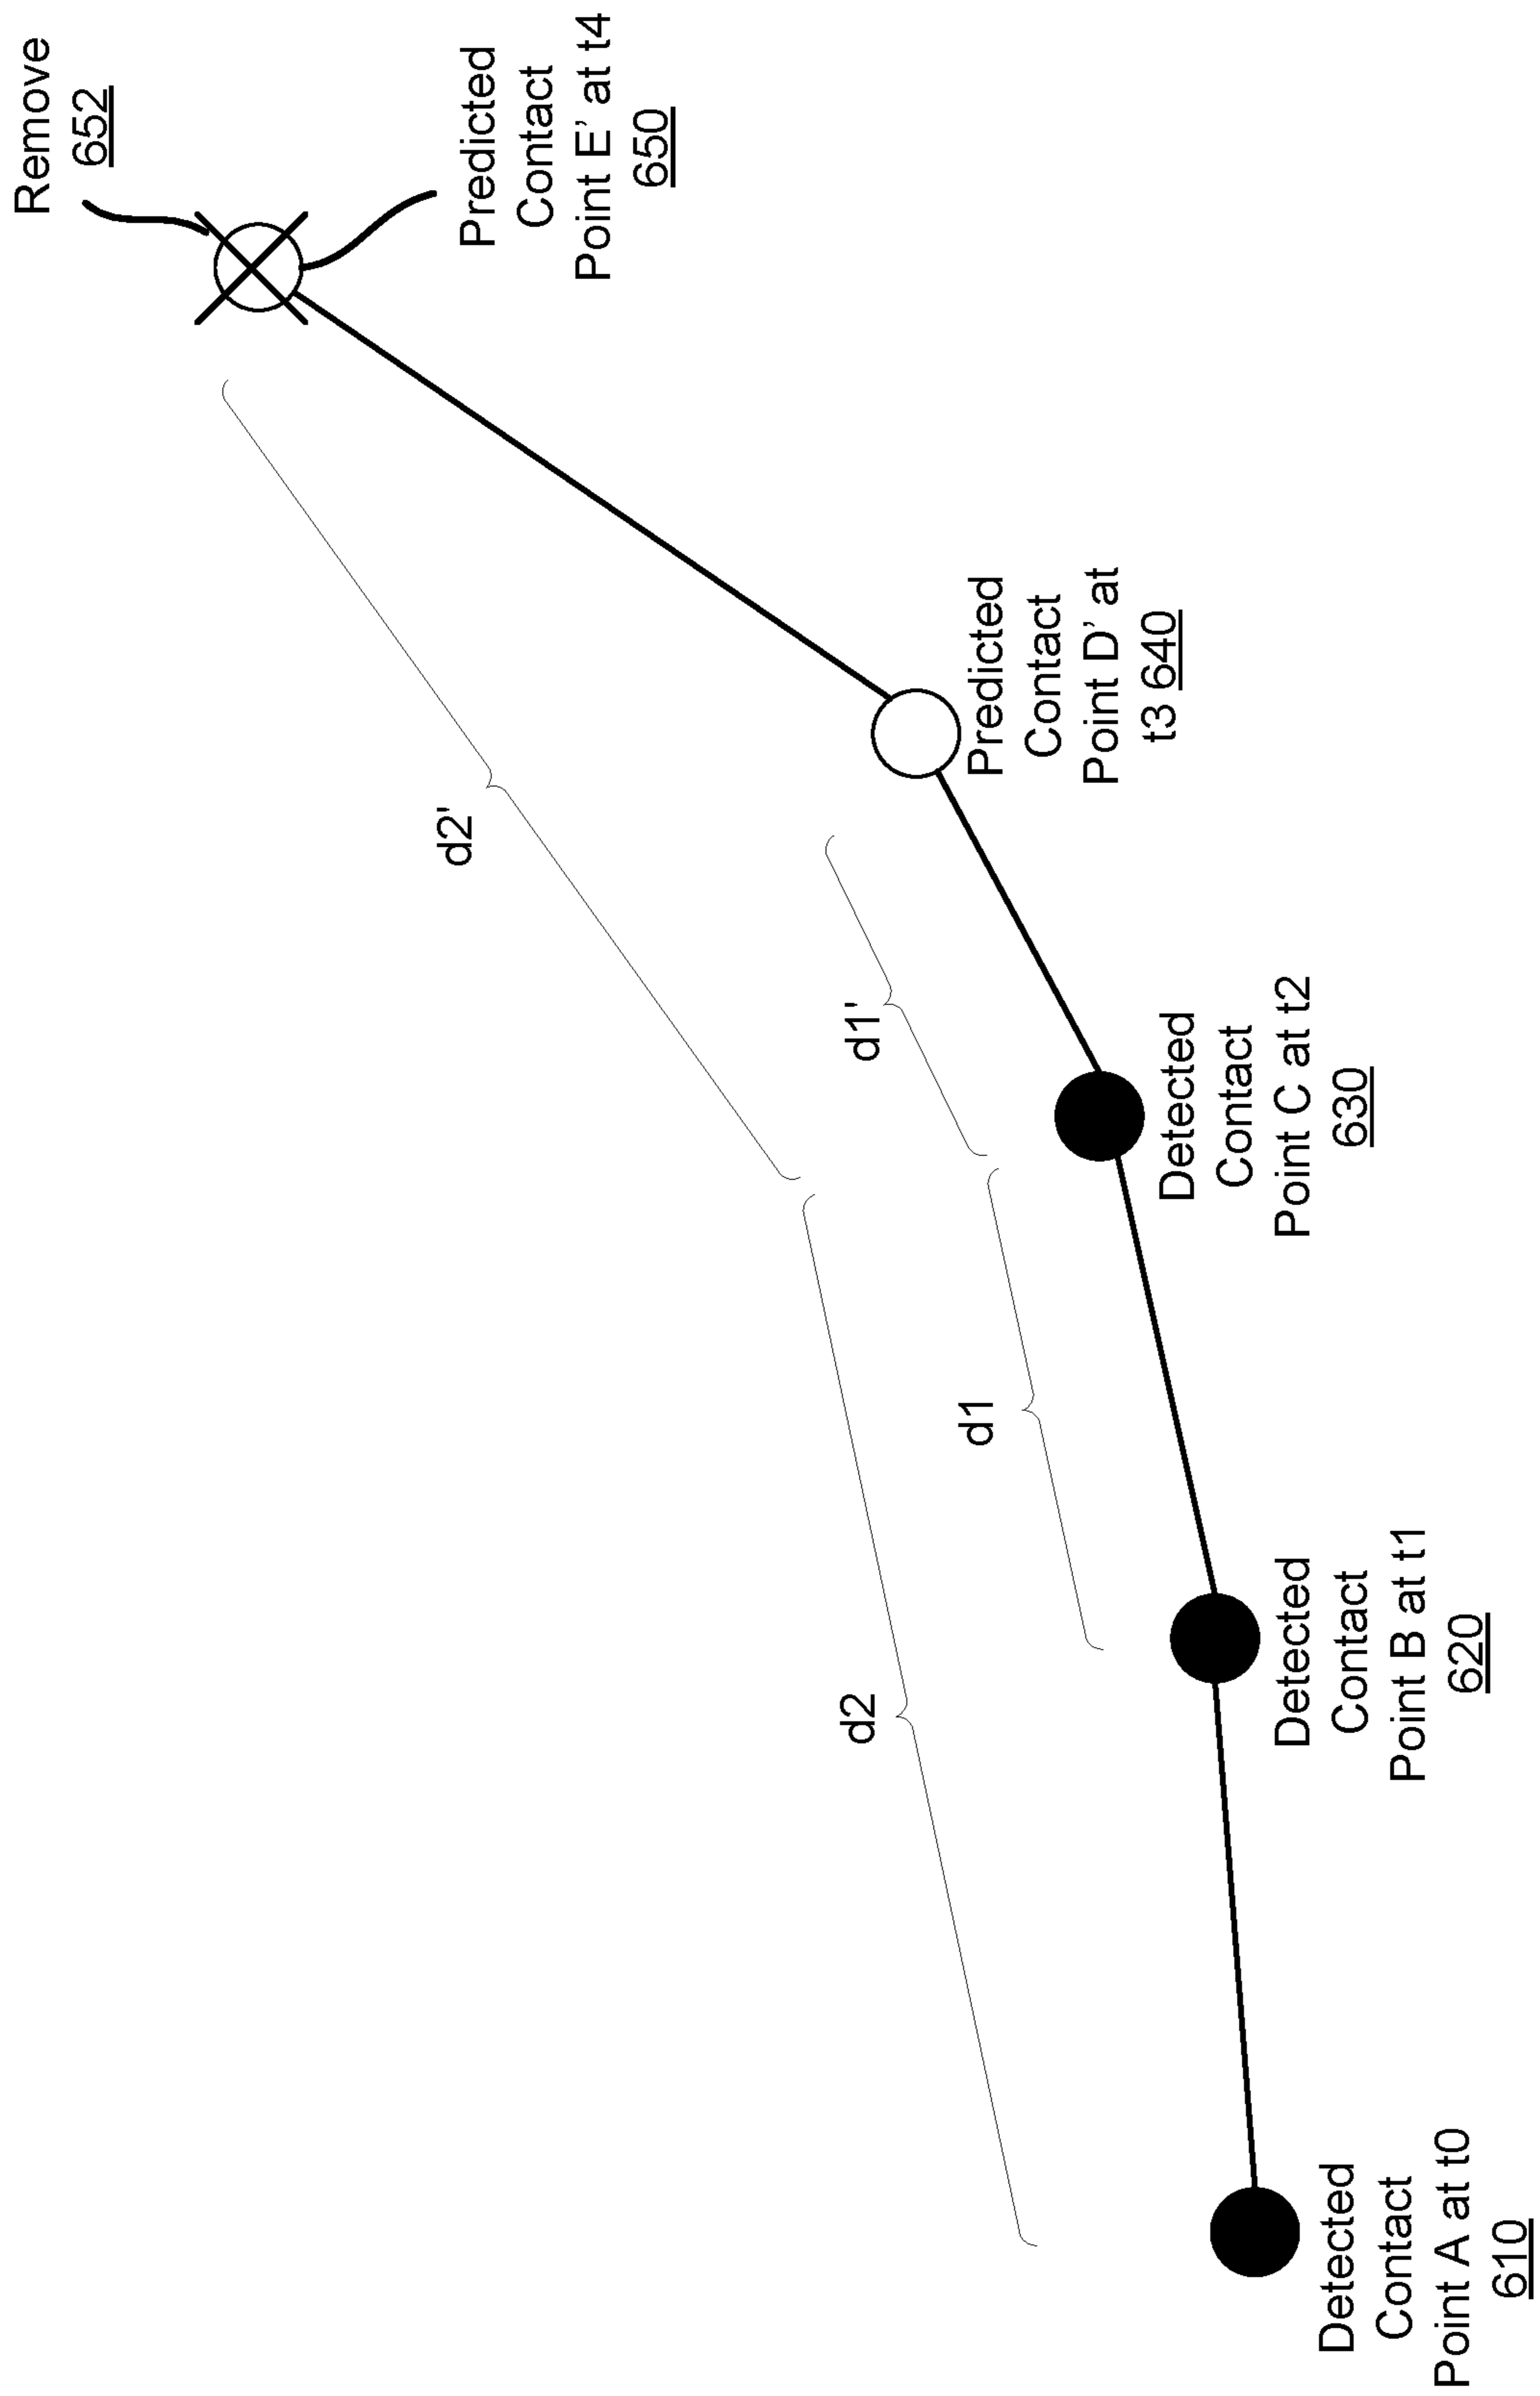 Remove
652
Predicted
Contact
Point E' at t4
650
d2'
Predicted
Contact
Point D' at
t3 640
d1'
Detected
Contact
Point C at t2
630
d1
Detected
Contact
Point B at t1
620
d2
Detected
Contact
Point A at t0
610